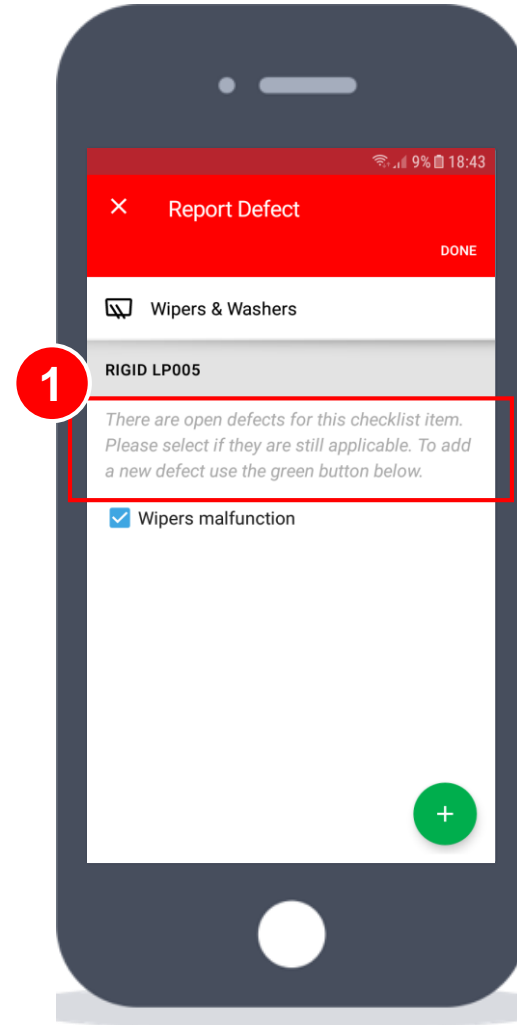 9% 18:43
Report Defect
DONE
Wipers & Washers
RIGID LP005
1
There are open defects for this checklist item.
Please select if they are still applicable. To add
a new defect use the green button below.
Wipers malfunction
+